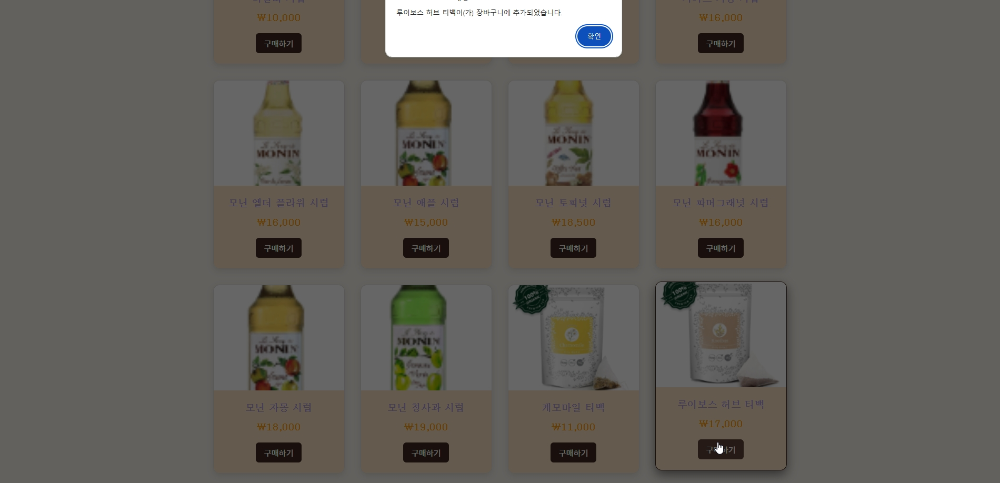 루이보스 허브 티백이(가) 장바구니에 추가되었습니다.
확인
₩10,000
₩16,000
구매하기
구매하기
MONIN
MONIN
MONIN
MONIN
모닌 엘더 플라워 시럽
모닌 애플 시럽
모닌 토피넛 시럽
모닌 파머그래넛 시럽
₩16,000
₩15,000
₩18,500
₩16,000
구매하기
구매하기
구매하기
구매하기
MONIN
MONIN
100%
ORGANIC
100%
ORGANIC
모닌 자몽 시럽
모닌 청사과 시럽
캐모마일 티백
루이보스 허브 티백
₩18,000
₩19,000
₩11,000
₩17,000
구매하기
구매하기
구매하기